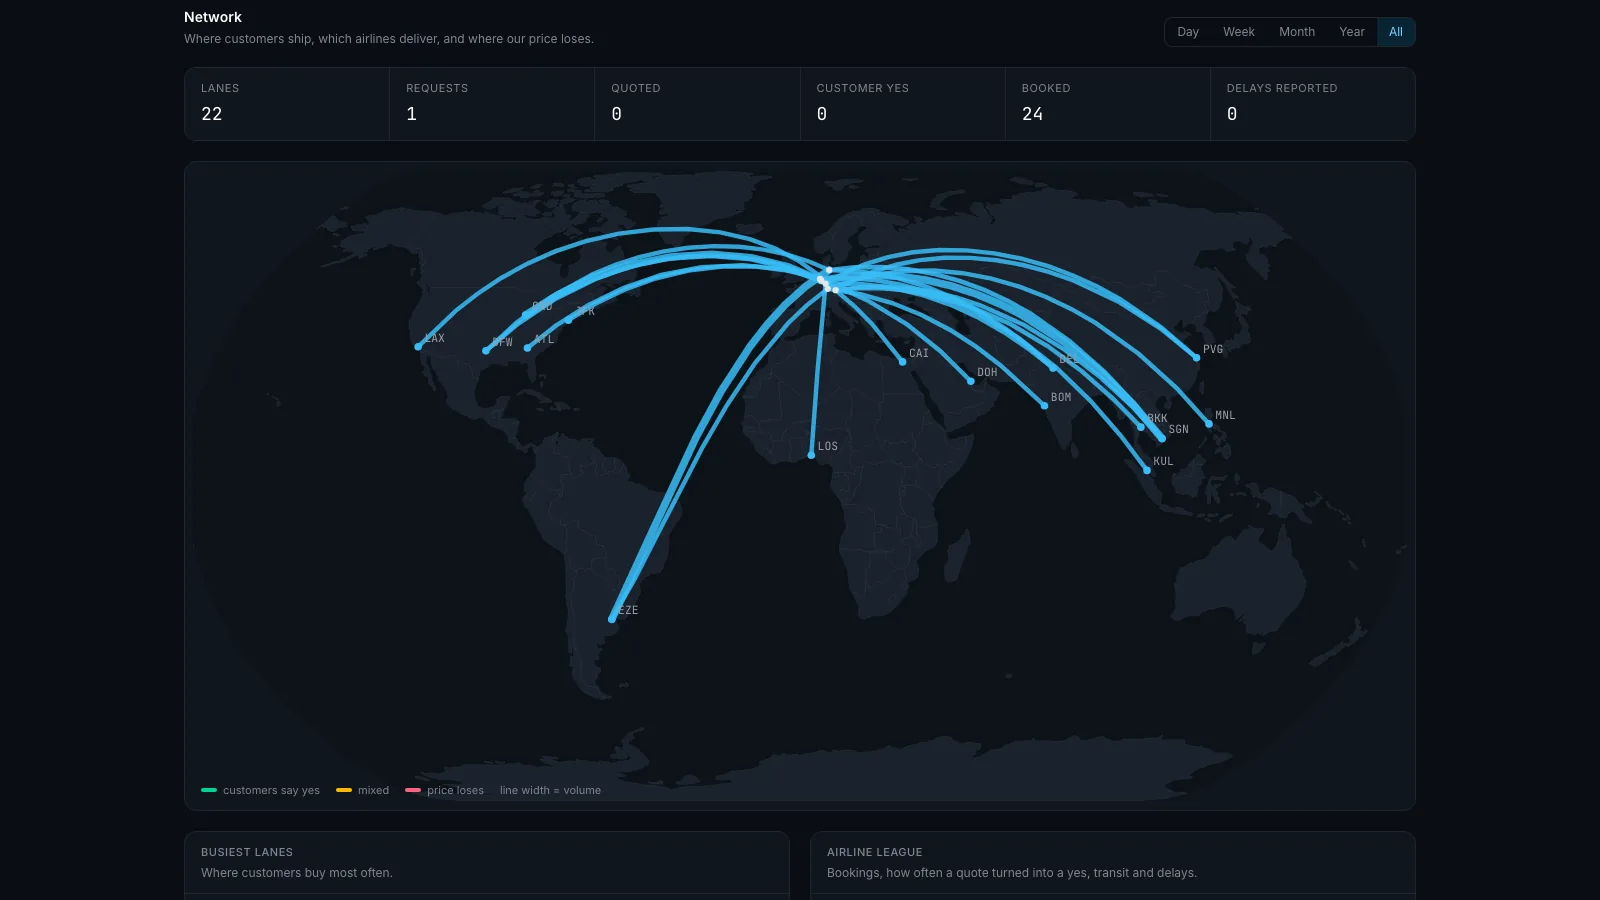 Network
Where customers ship, which airlines deliver, and where our price loses.
Day Week Month Year All
LANES
22
REQUESTS
1
QUOTED
0
CUSTOMER YES
0
BOOKED
24
DELAYS REPORTED
0
LAX
DFW
ATL
JFK
CAI
DOH
BOM
PVG
BKK
SGN
MNL
KUL
LOS
EZE
customers say yes
mixed
price loses
line width = volume
BUSIEST LANES
Where customers buy most often.
AIRLINE LEAGUE
Bookings, how often a quote turned into a yes, transit and delays.